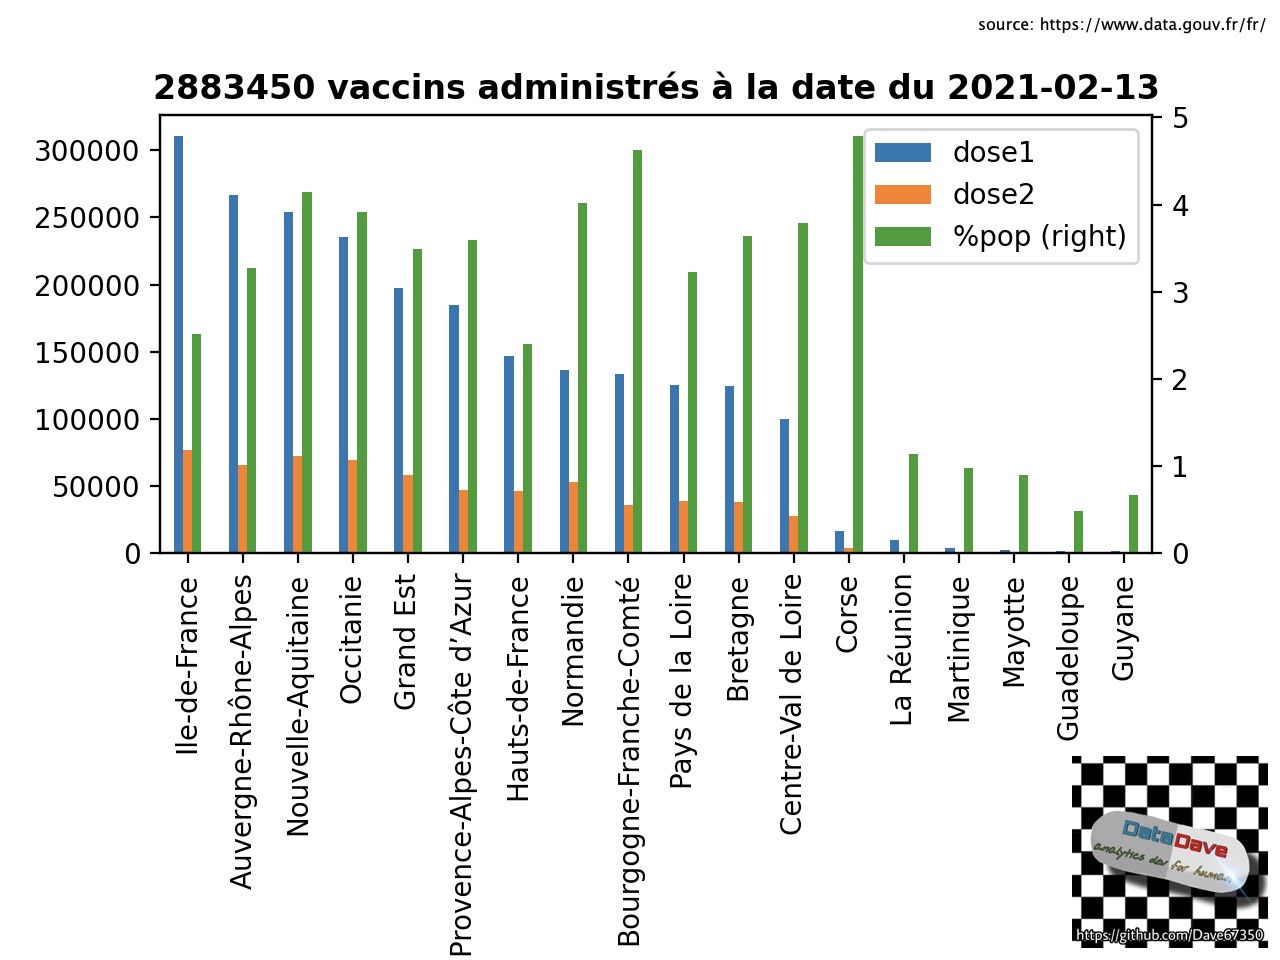 source: https://www.data.gouv.fr/fr/
2883450 vaccins administrés à la date du 2021-02-13
300000
250000
200000
150000
100000
50000
0
5
4
3
2
1
0
dose1
dose2
%pop (right)
Ile-de-France
Auvergne-Rhône-Alpes
Nouvelle-Aquitaine
Occitanie
Grand Est
Provence-Alpes-Côte d’Azur
Hauts-de-France
Normandie
Bourgogne-Franche-Comté
Pays de la Loire
Bretagne
Centre-Val de Loire
Corse
La Réunion
Martinique
Mayotte
Guadeloupe
Guyane
DataDave
analytics dev for human
https://github.com/Dave67350